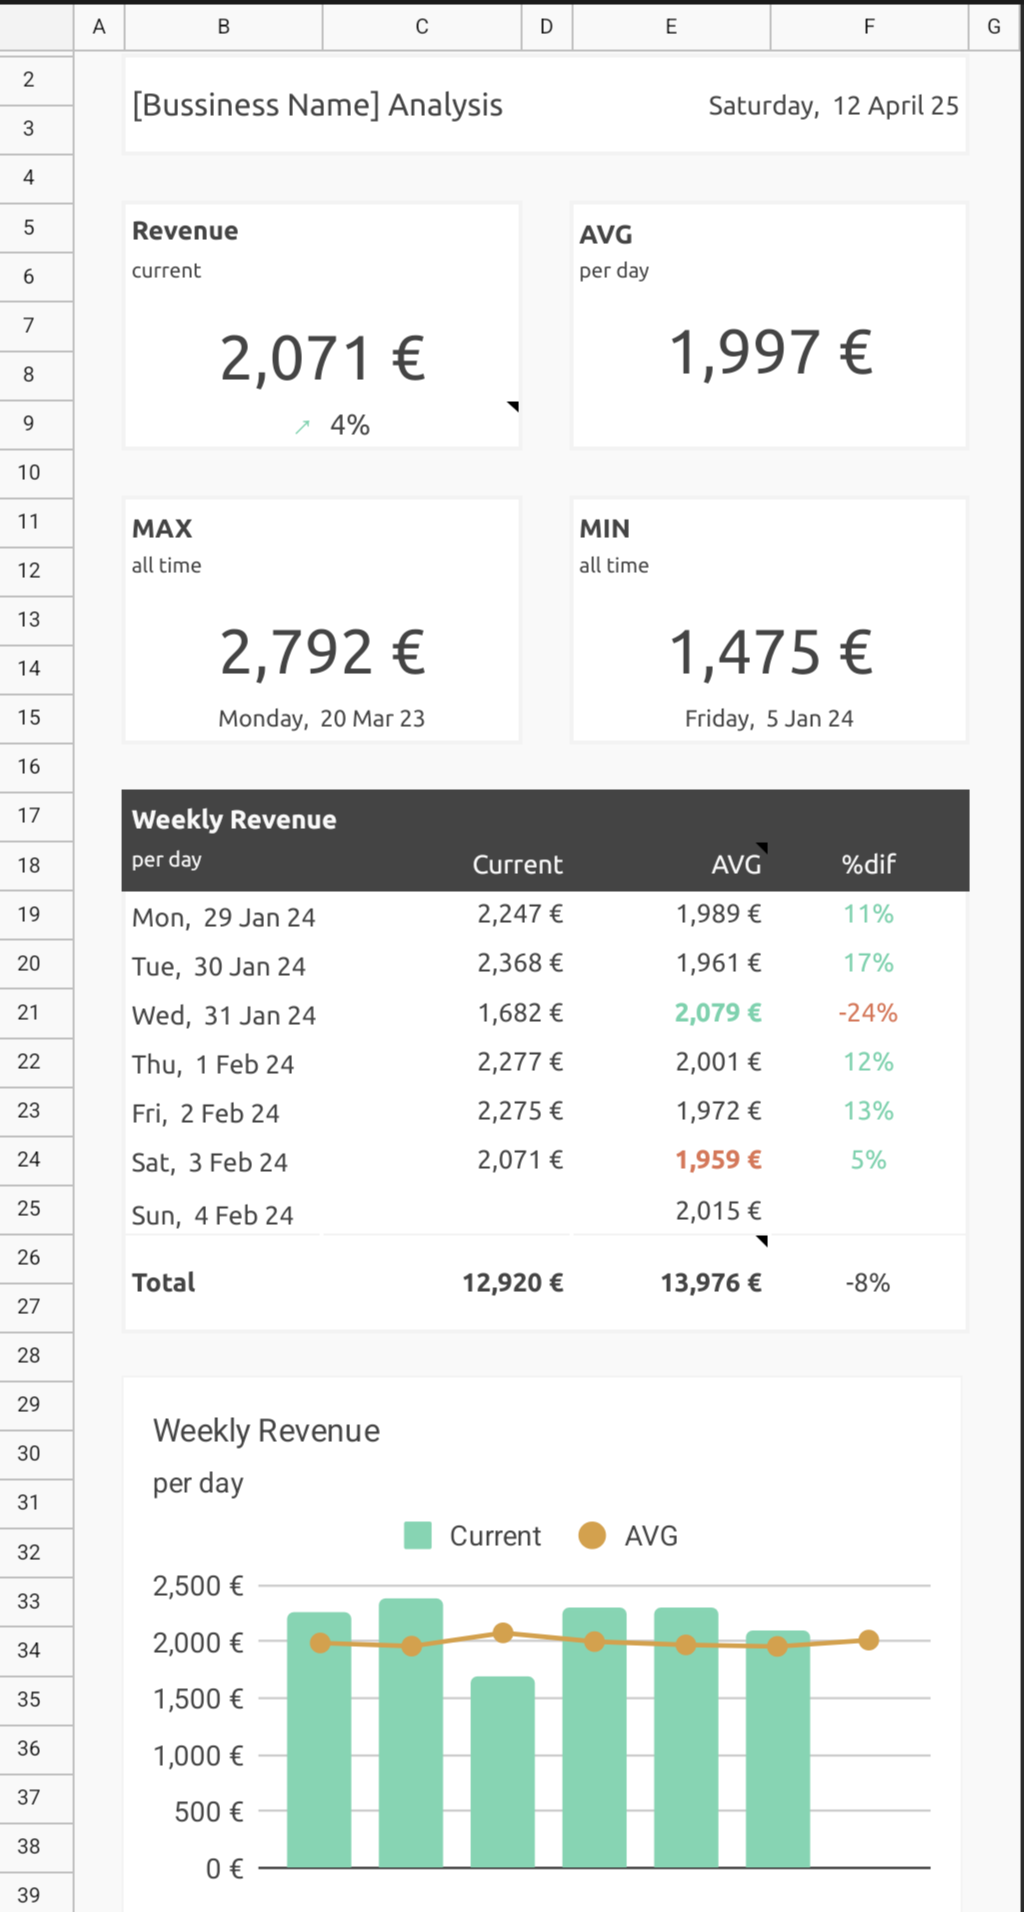 A B C D E F G
2
[Bussiness Name] Analysis Saturday, 12 April 25
3
4
5 Revenue AVG
6 current per day
7
2,071 € 1,997 €
8
9 ↗ 4%
10
11 MAX MIN
12 all time all time
13
2,792 € 1,475 €
14
15 Monday, 20 Mar 23 Friday, 5 Jan 24
16
17 Weekly Revenue
18 per day Current AVG %dif
19 Mon, 29 Jan 24 2,247 € 1,989 € 11%
20 Tue, 30 Jan 24 2,368 € 1,961 € 17%
21 Wed, 31 Jan 24 1,682 € 2,079 € -24%
22 Thu, 1 Feb 24 2,277 € 2,001 € 12%
23 Fri, 2 Feb 24 2,275 € 1,972 € 13%
24 Sat, 3 Feb 24 2,071 € 1,959 € 5%
25 Sun, 4 Feb 24 2,015 €
26
Total 12,920 € 13,976 € -8%
27
28
29
Weekly Revenue
30
per day
31
32 Current AVG
33 2,500 €
34 2,000 €
35 1,500 €
36 1,000 €
37 500 €
38
0 €
39